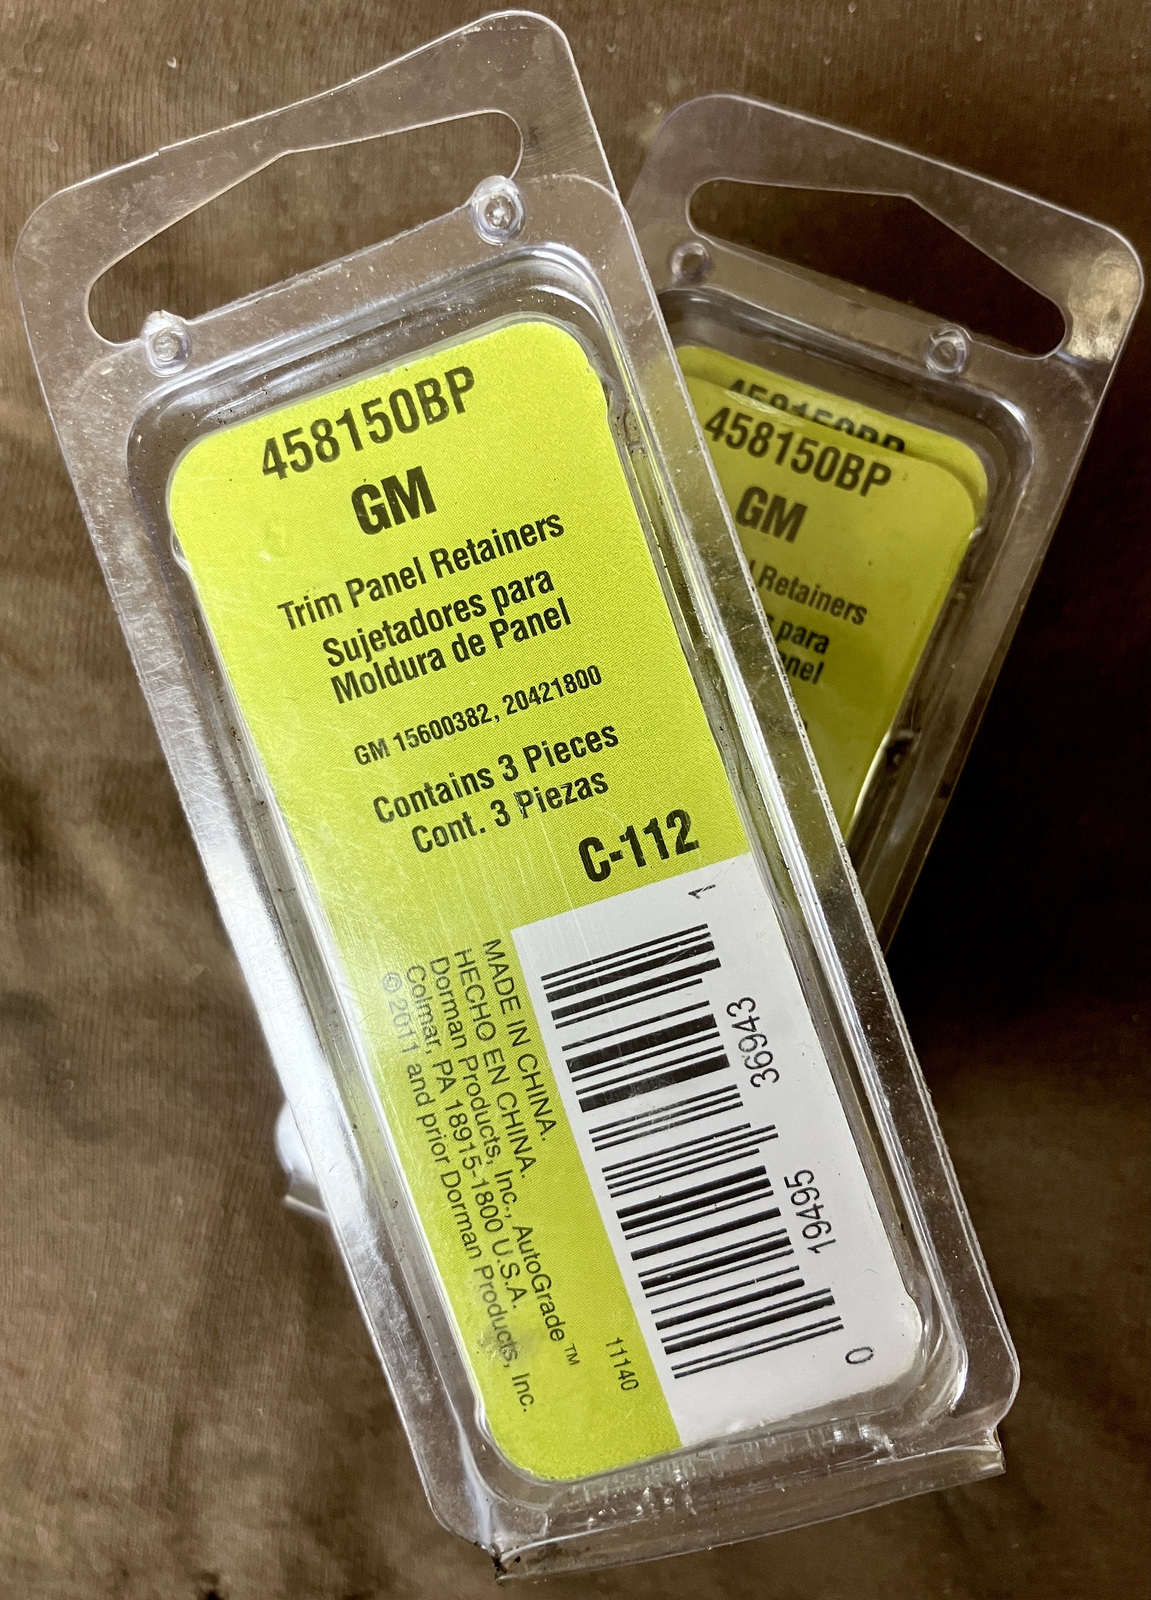 458150BP
GM
Trim Panel Retainers
Sujetadores para
Moldura de Panel
GM 15600382, 20421800
Contains 3 Pieces
Cont. 3 Piezas
C-112
MADE IN CHINA.
HECHO EN CHINA.
Dorman Products, Inc., AutoGrade™
Colmar, PA 18915-1800 U.S.A.
© 2011 and prior Dorman Products, Inc.
11140
1 36943 19495 0
458150BP
458150BP
GM
Retainers
para